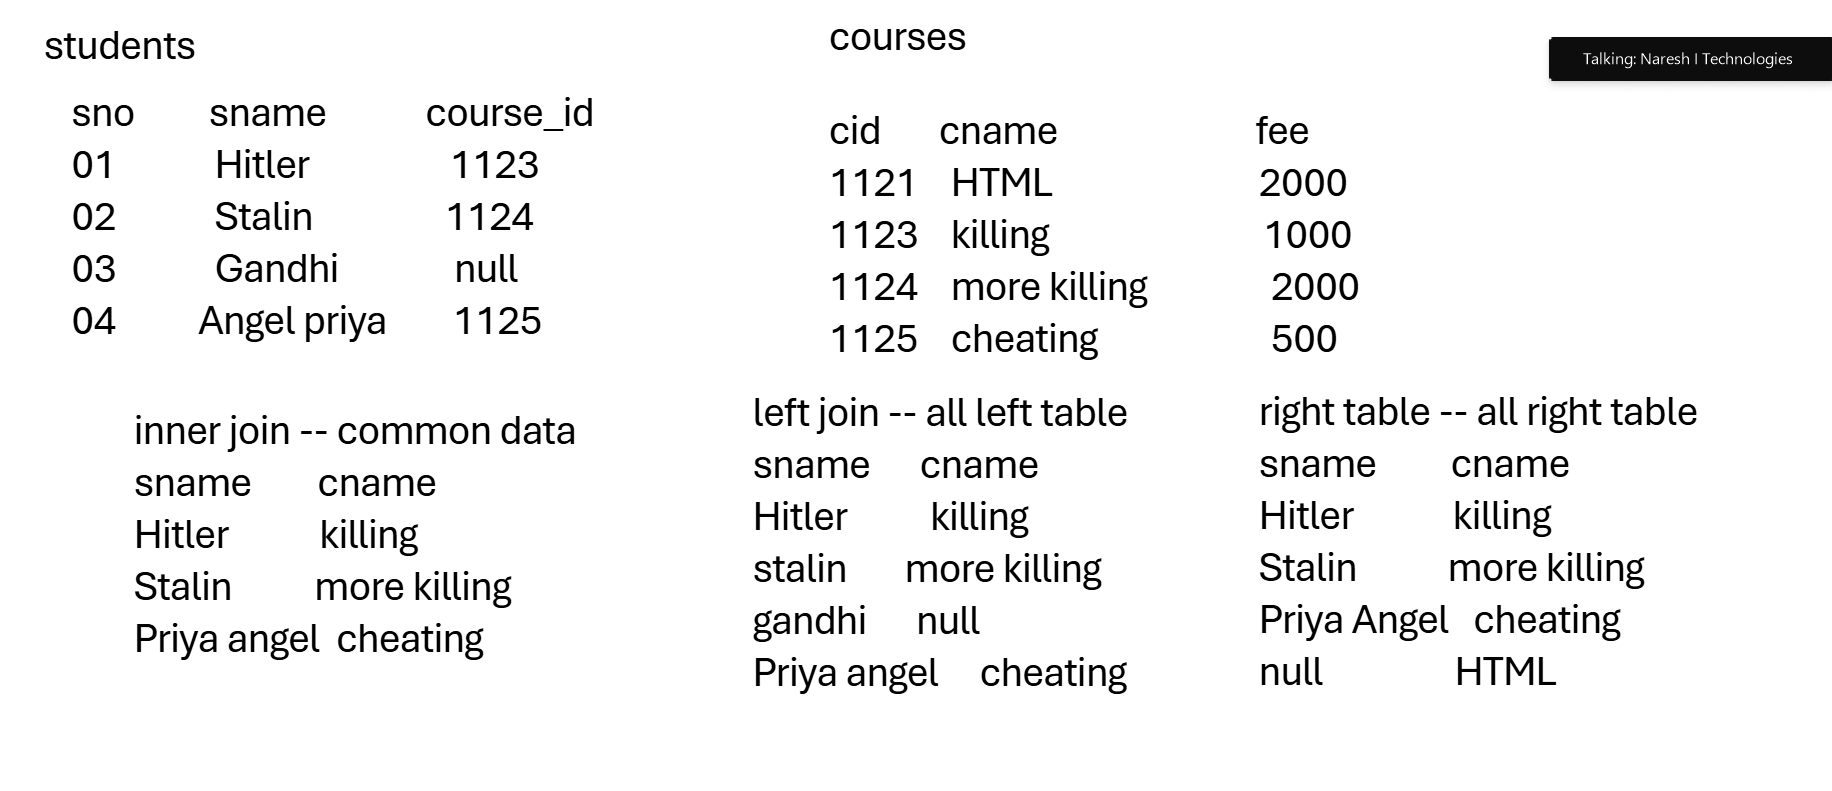 students
sno sname course_id
01 Hitler 1123
02 Stalin 1124
03 Gandhi null
04 Angel priya 1125
courses
cid cname fee
1121 HTML 2000
1123 killing 1000
1124 more killing 2000
1125 cheating 500
Talking: Naresh I Technologies
inner join -- common data
sname cname
Hitler killing
Stalin more killing
Priya angel cheating
left join -- all left table
sname cname
Hitler killing
stalin more killing
gandhi null
Priya angel cheating
right table -- all right table
sname cname
Hitler killing
Stalin more killing
Priya Angel cheating
null HTML